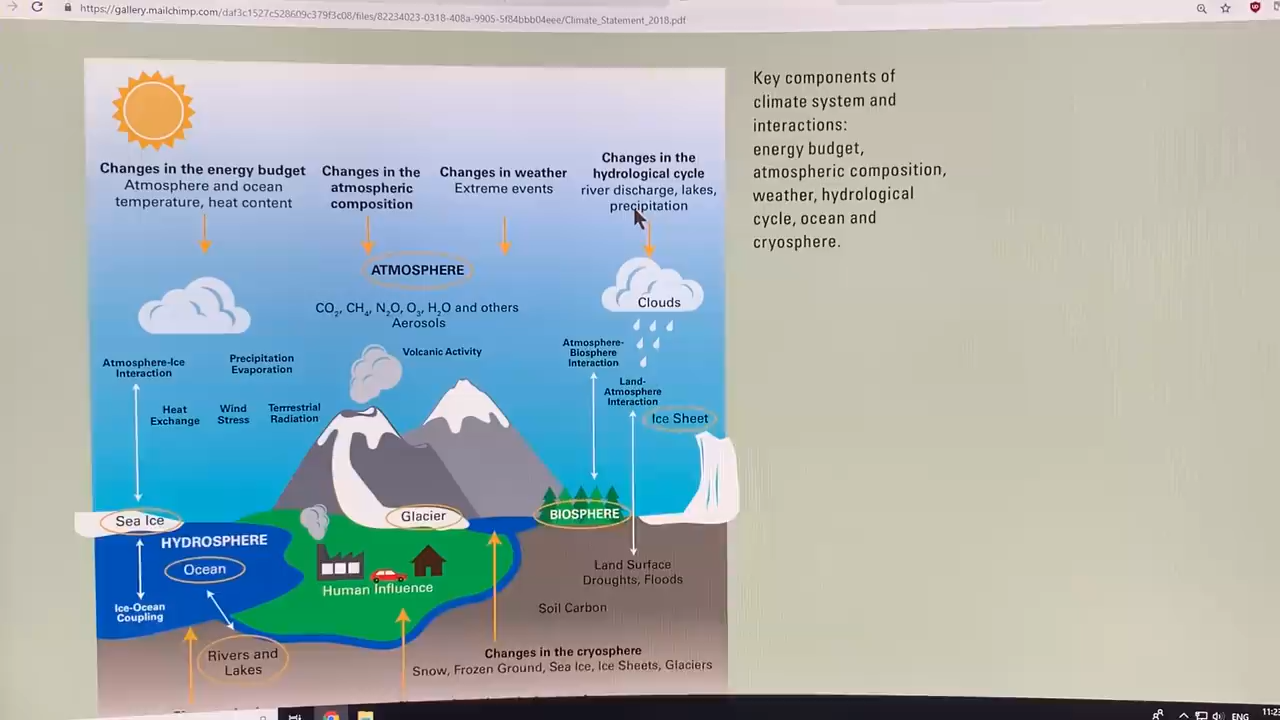 https://gallery.mailchimp.com/daf3c1527c528609c379f3c08/files/82234023-0318-408a-9905-5f84bbb04eee/Climate_Statement_2018.pdf
Key components of
climate system and
interactions:
energy budget,
atmospheric composition,
weather, hydrological
cycle, ocean and
cryosphere.
Changes in the energy budget
Atmosphere and ocean
temperature, heat content
Changes in the
atmospheric
composition
Changes in weather
Extreme events
Changes in the
hydrological cycle
river discharge, lakes,
precipitation
ATMOSPHERE
CO₂, CH₄, N₂O, O₃, H₂O and others
Aerosols
Clouds
Volcanic Activity
Atmosphere-
Biosphere
Interaction
Atmosphere-Ice
Interaction
Precipitation
Evaporation
Land-
Atmosphere
Interaction
Heat
Exchange
Wind
Stress
Terrrestrial
Radiation
Ice Sheet
Sea Ice
Glacier
BIOSPHERE
HYDROSPHERE
Ocean
Human Influence
Land Surface
Droughts, Floods
Ice-Ocean
Coupling
Soil Carbon
Rivers and
Lakes
Changes in the cryosphere
Snow, Frozen Ground, Sea Ice, Ice Sheets, Glaciers
ENG